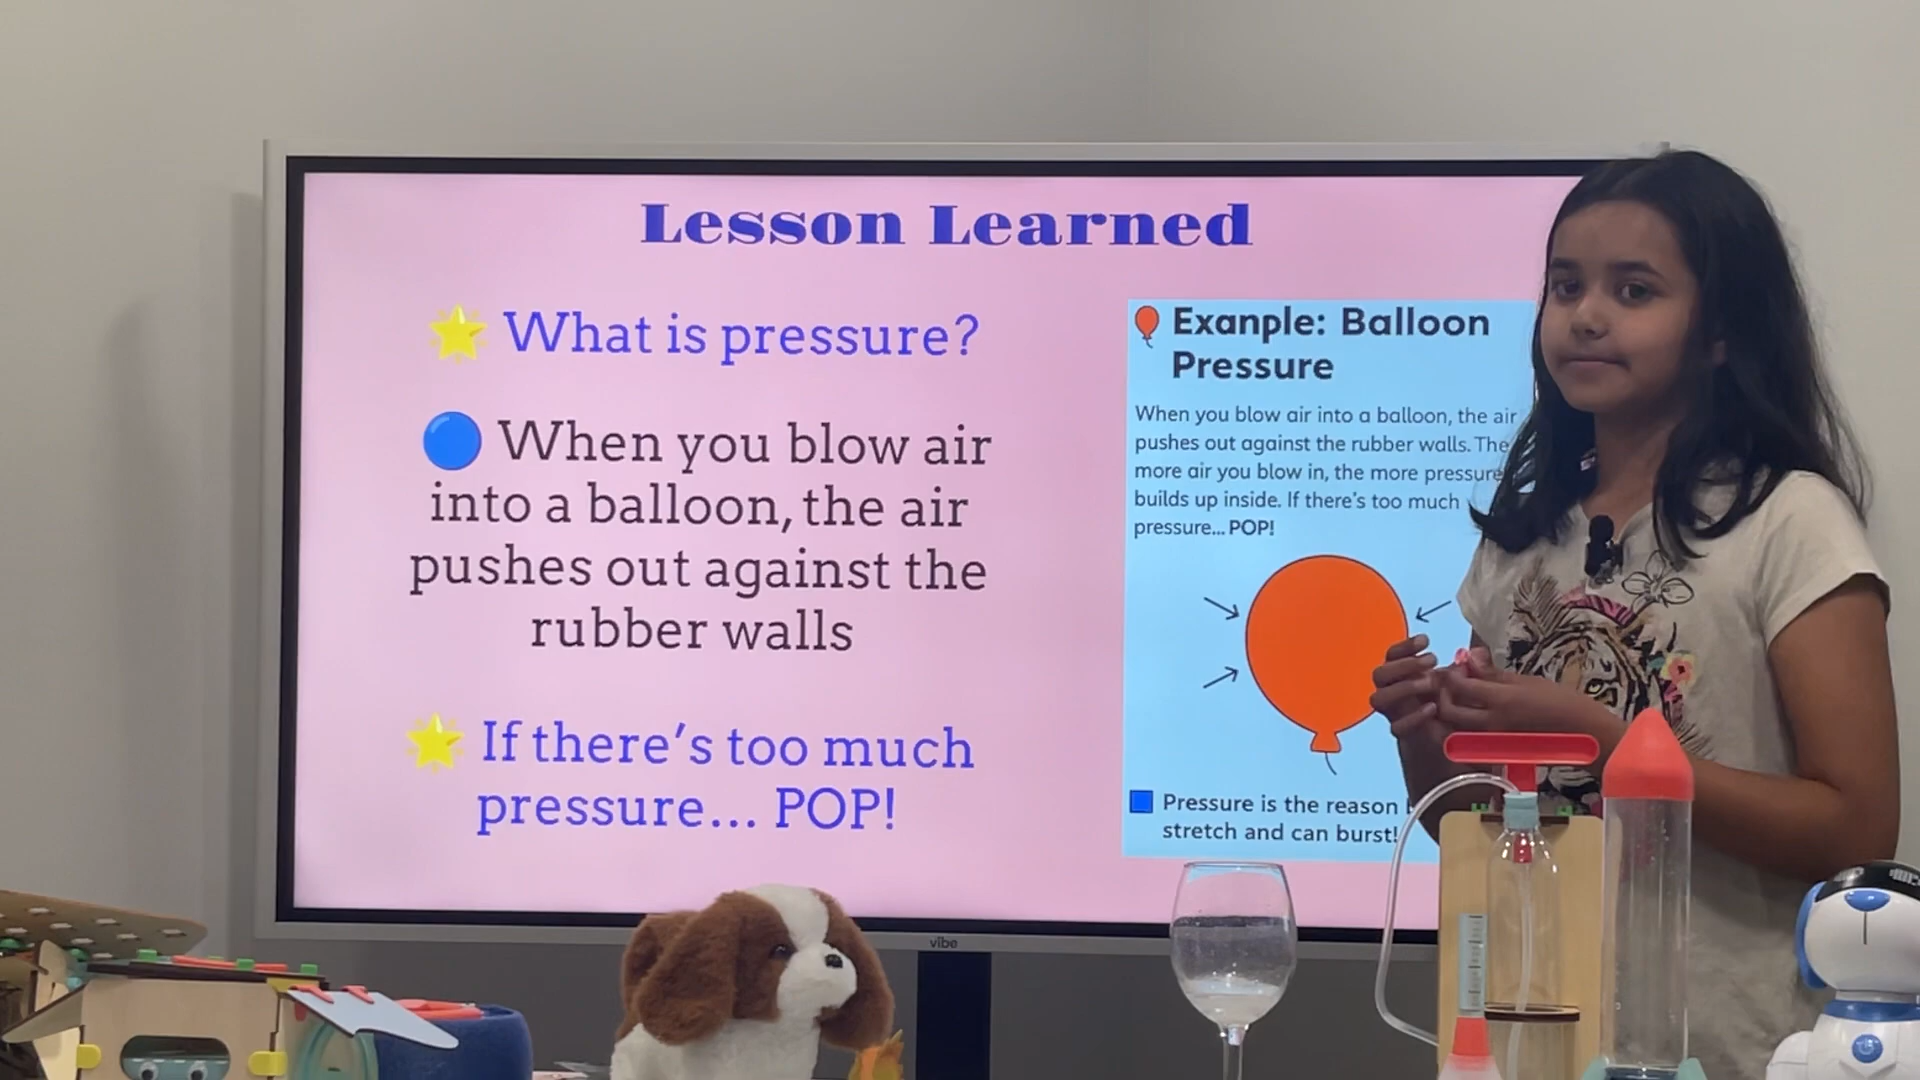 Lesson Learned
What is pressure?
When you blow air
into a balloon, the air
pushes out against the
rubber walls
If there's too much
pressure... POP!
Exanple: Balloon
Pressure
When you blow air into a balloon, the air
pushes out against the rubber walls. The
more air you blow in, the more pressure
builds up inside. If there's too much
pressure... POP!
Pressure is the reason
stretch and can burst!
vibe